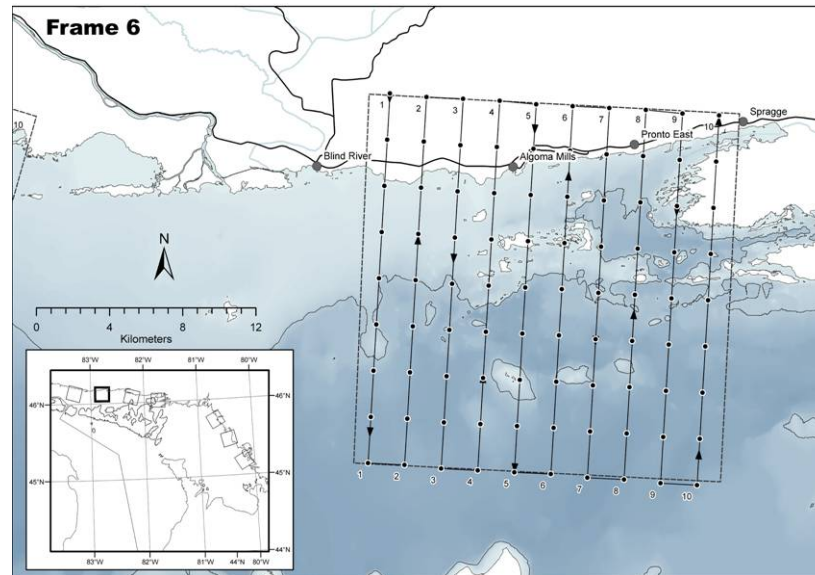 Frame 6
Spragge
1 2 3 4 5 6 7 8 9 10
10
Pronto East
Blind River
Algoma Mills
N
0 4 8 12
Kilometers
83°W 82°W 81°W 80°W
46°N 46°N
45°N 45°N
44°N
83°W 82°W 81°W 44°N 80°W
1 2 3 4 5 6 7 8 9 10